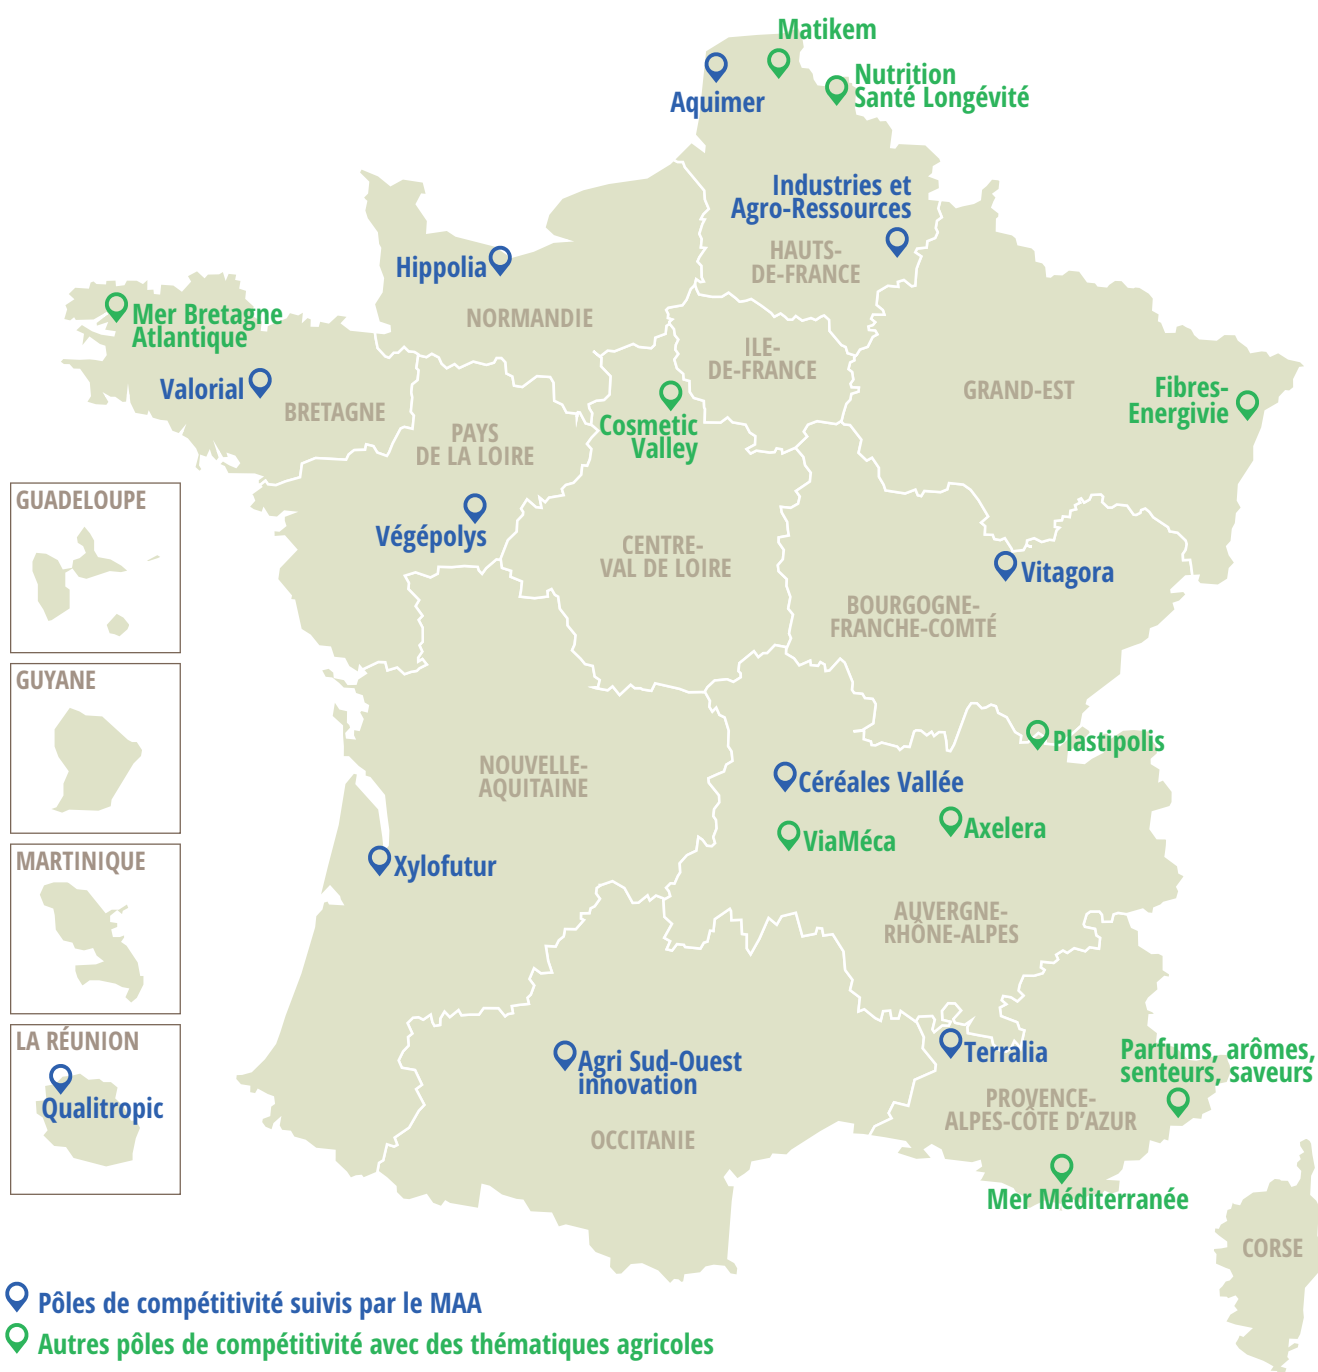 Matikem
Nutrition
Santé Longévité
Aquimer
Industries et
Agro-Ressources
HAUTS-
DE-FRANCE
Hippolia
NORMANDIE
Mer Bretagne
Atlantique
Valorial
BRETAGNE
ILE-
DE-FRANCE
GRAND-EST
Fibres-
Energivie
Cosmetic
Valley
PAYS
DE LA LOIRE
Végépolys
CENTRE-
VAL DE LOIRE
Vitagora
BOURGOGNE-
FRANCHE-COMTÉ
GUADELOUPE
GUYANE
MARTINIQUE
LA RÉUNION
Qualitropic
NOUVELLE-
AQUITAINE
Plastipolis
Céréales Vallée
Axelera
ViaMéca
Xylofutur
AUVERGNE-
RHÔNE-ALPES
Agri Sud-Ouest
innovation
OCCITANIE
Terralia
Parfums, arômes,
senteurs, saveurs
PROVENCE-
ALPES-CÔTE D'AZUR
Mer Méditerranée
CORSE
Pôles de compétitivité suivis par le MAA
Autres pôles de compétitivité avec des thématiques agricoles